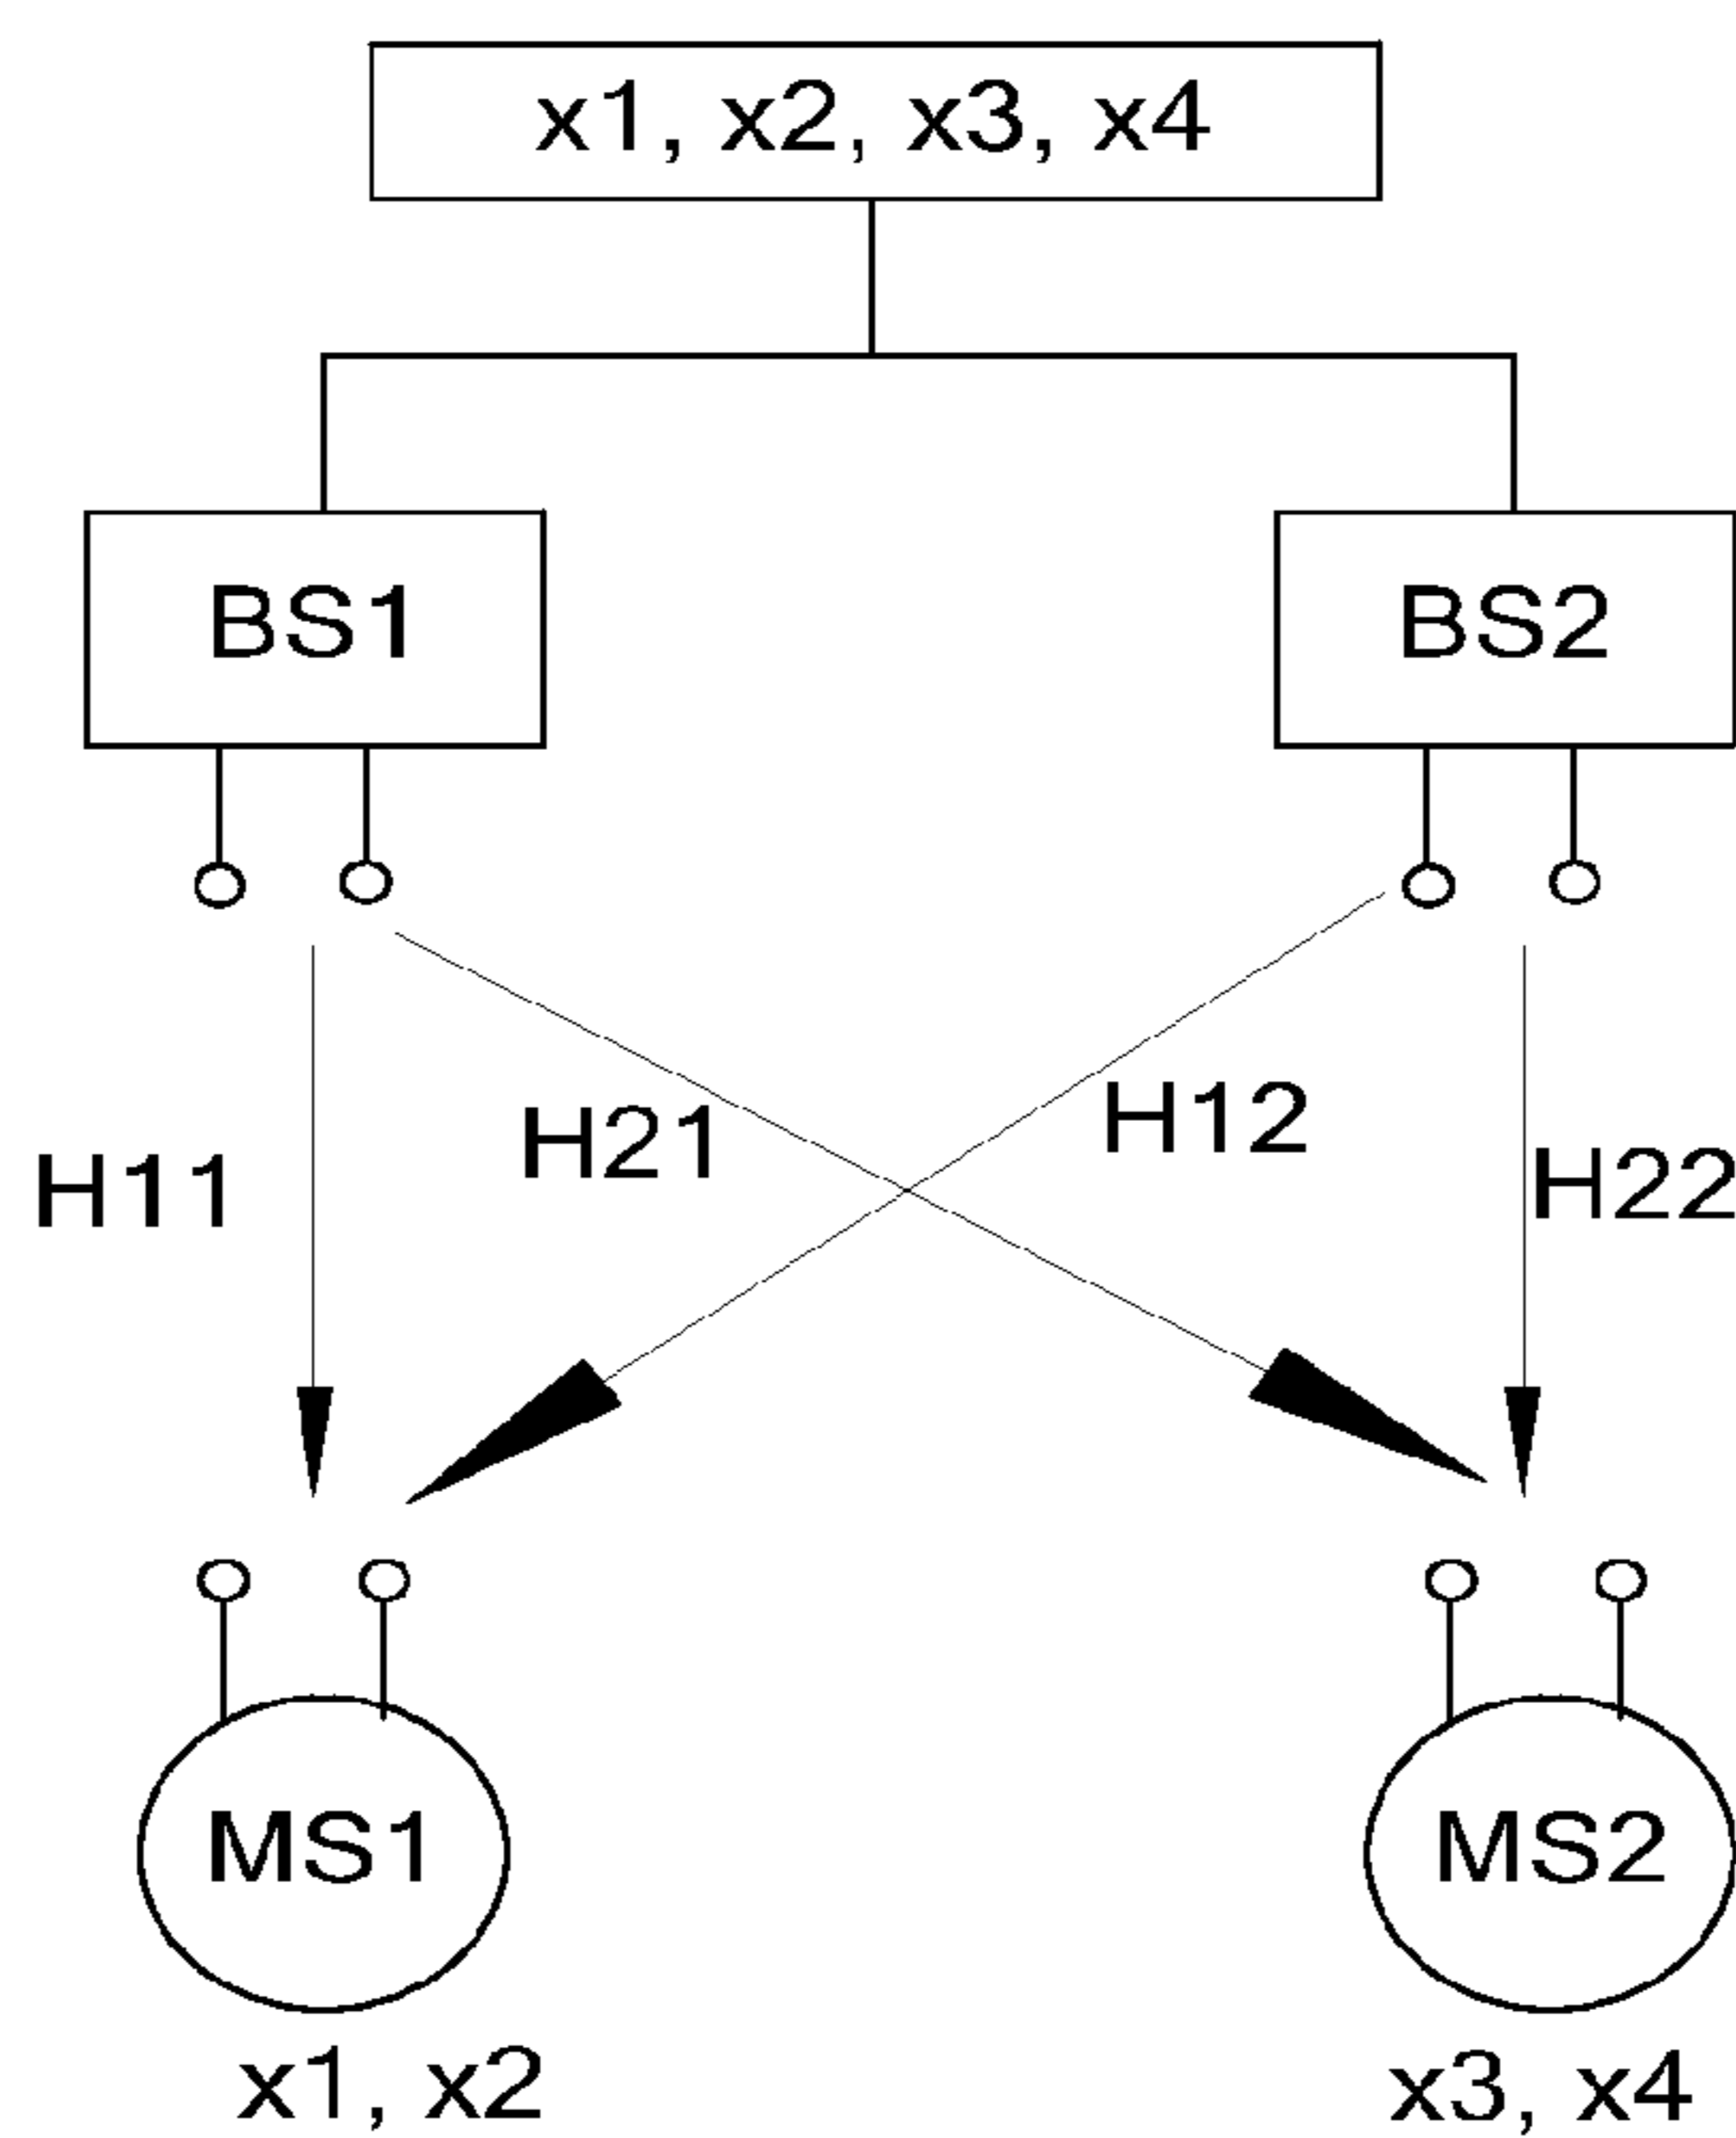 x1, x2, x3, x4
BS1
BS2
H11
H21
H12
H22
MS1
MS2
x1, x2
x3, x4